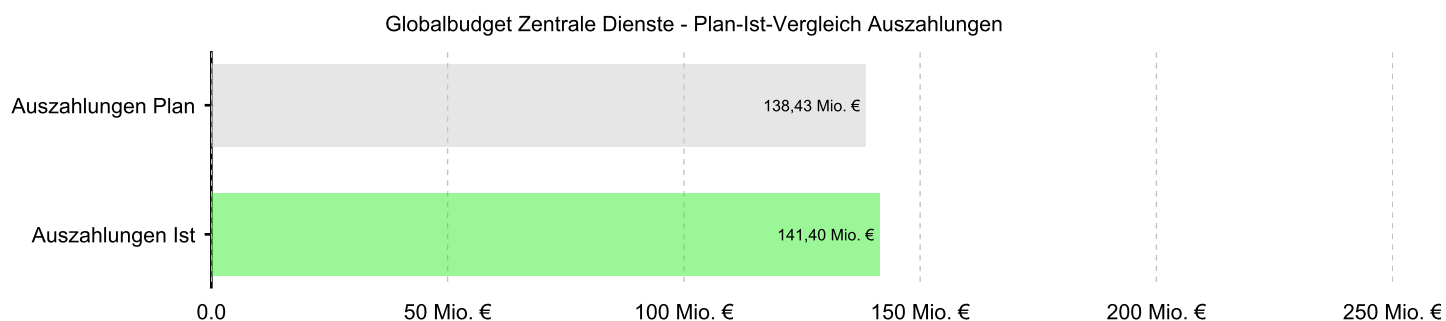 Globalbudget Zentrale Dienste - Plan-Ist-Vergleich Auszahlungen
Auszahlungen Plan
138,43 Mio. €
Auszahlungen Ist
141,40 Mio. €
0.0 50 Mio. € 100 Mio. € 150 Mio. € 200 Mio. € 250 Mio. €